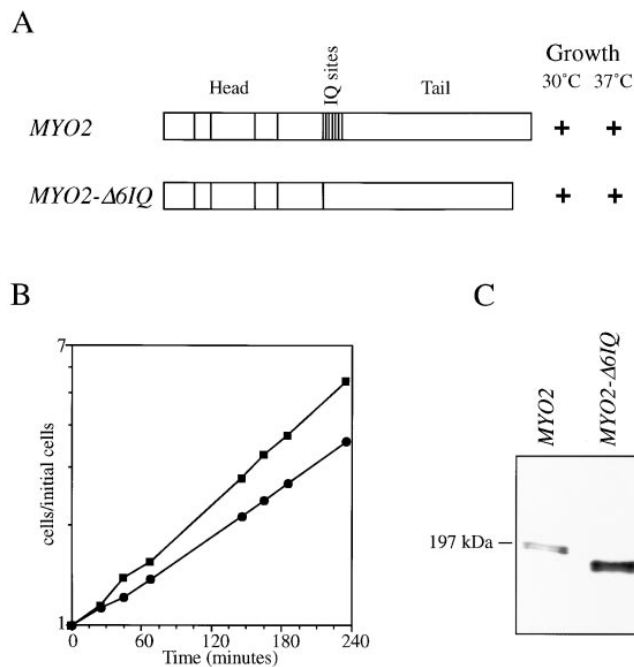 A
Growth
Head
IQ sites
Tail
30°C 37°C
MYO2
+ +
MYO2-Δ6IQ
+ +
B
7
cells/initial cells
1
0 60 120 180 240
Time (minutes)
C
MYO2
MYO2-Δ6IQ
197 kDa